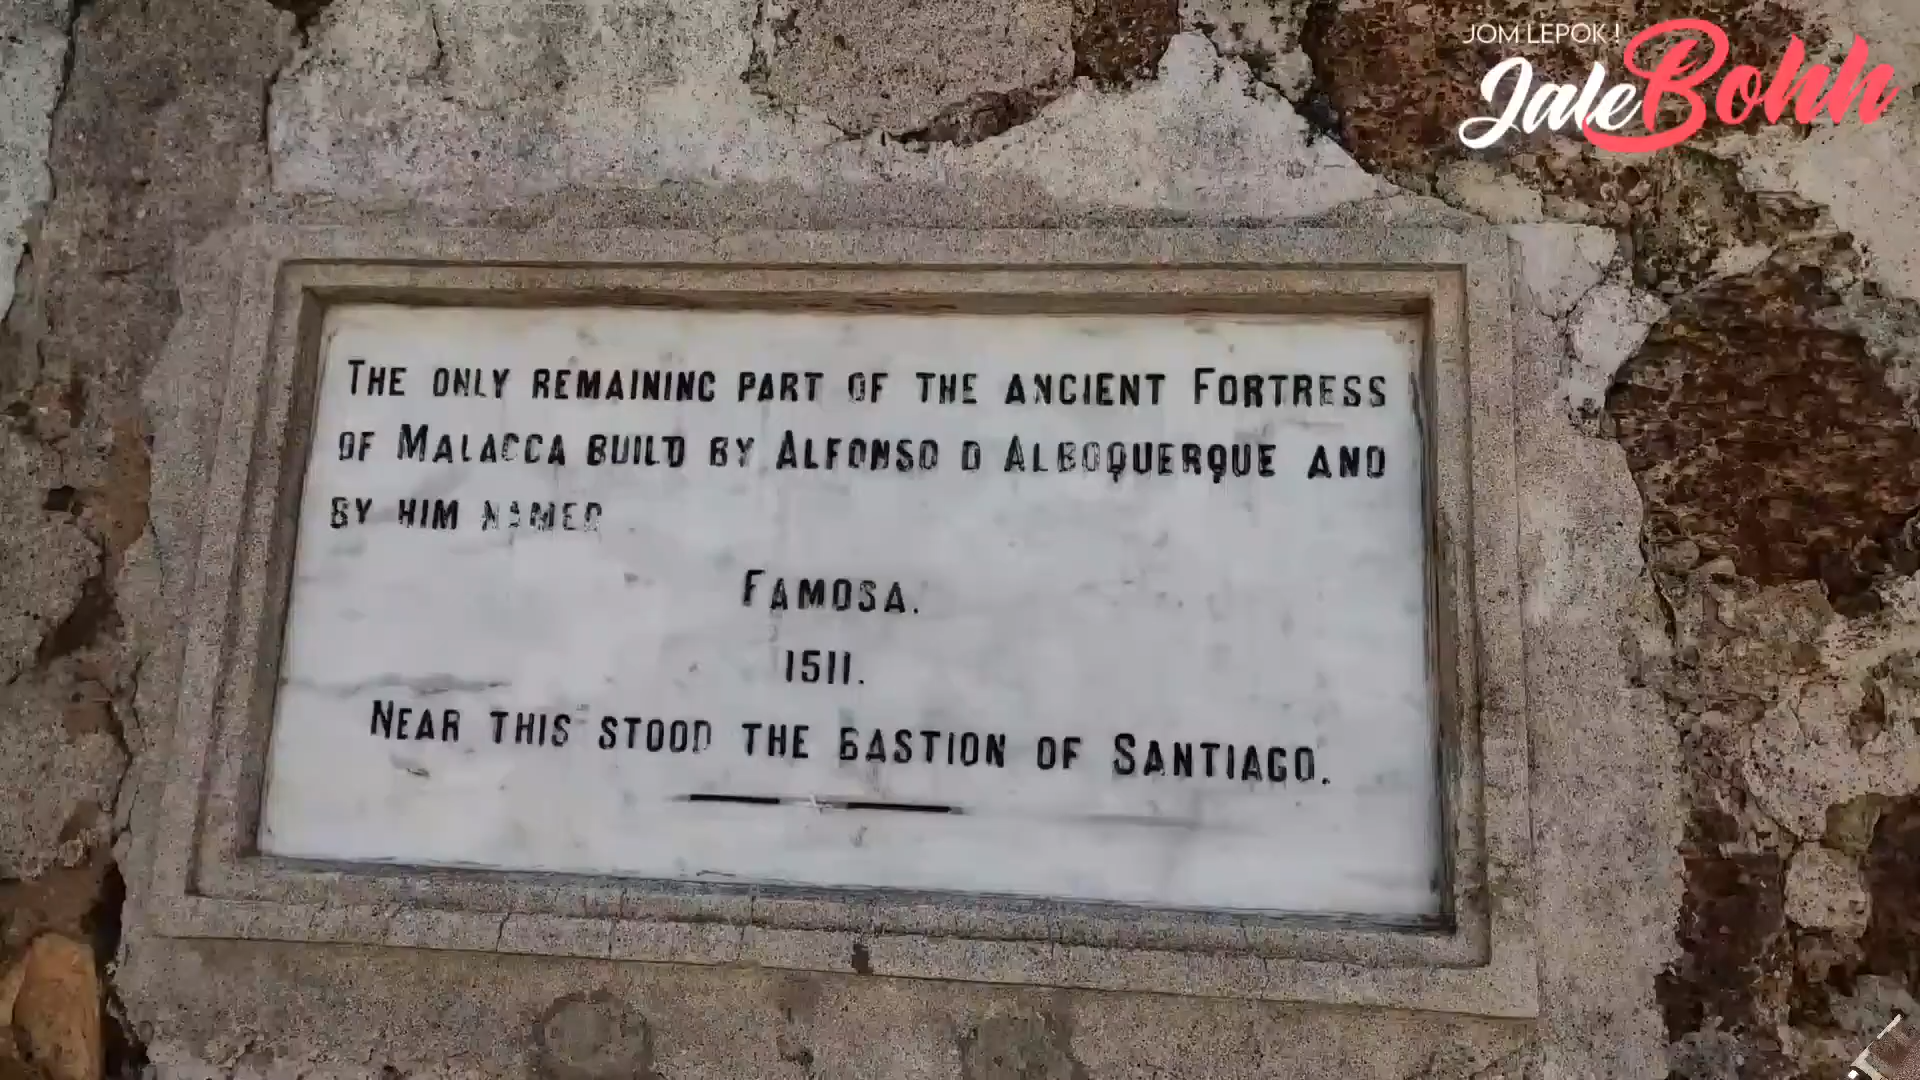 JOM LEPOK !
JaleBohh
THE ONLY REMAINING PART OF THE ANCIENT FORTRESS
OF MALACCA BUILD BY ALFONSO D ALBOQUERQUE AND
BY HIM NAMED
FAMOSA.
1511.
NEAR THIS STOOD THE BASTION OF SANTIAGO.